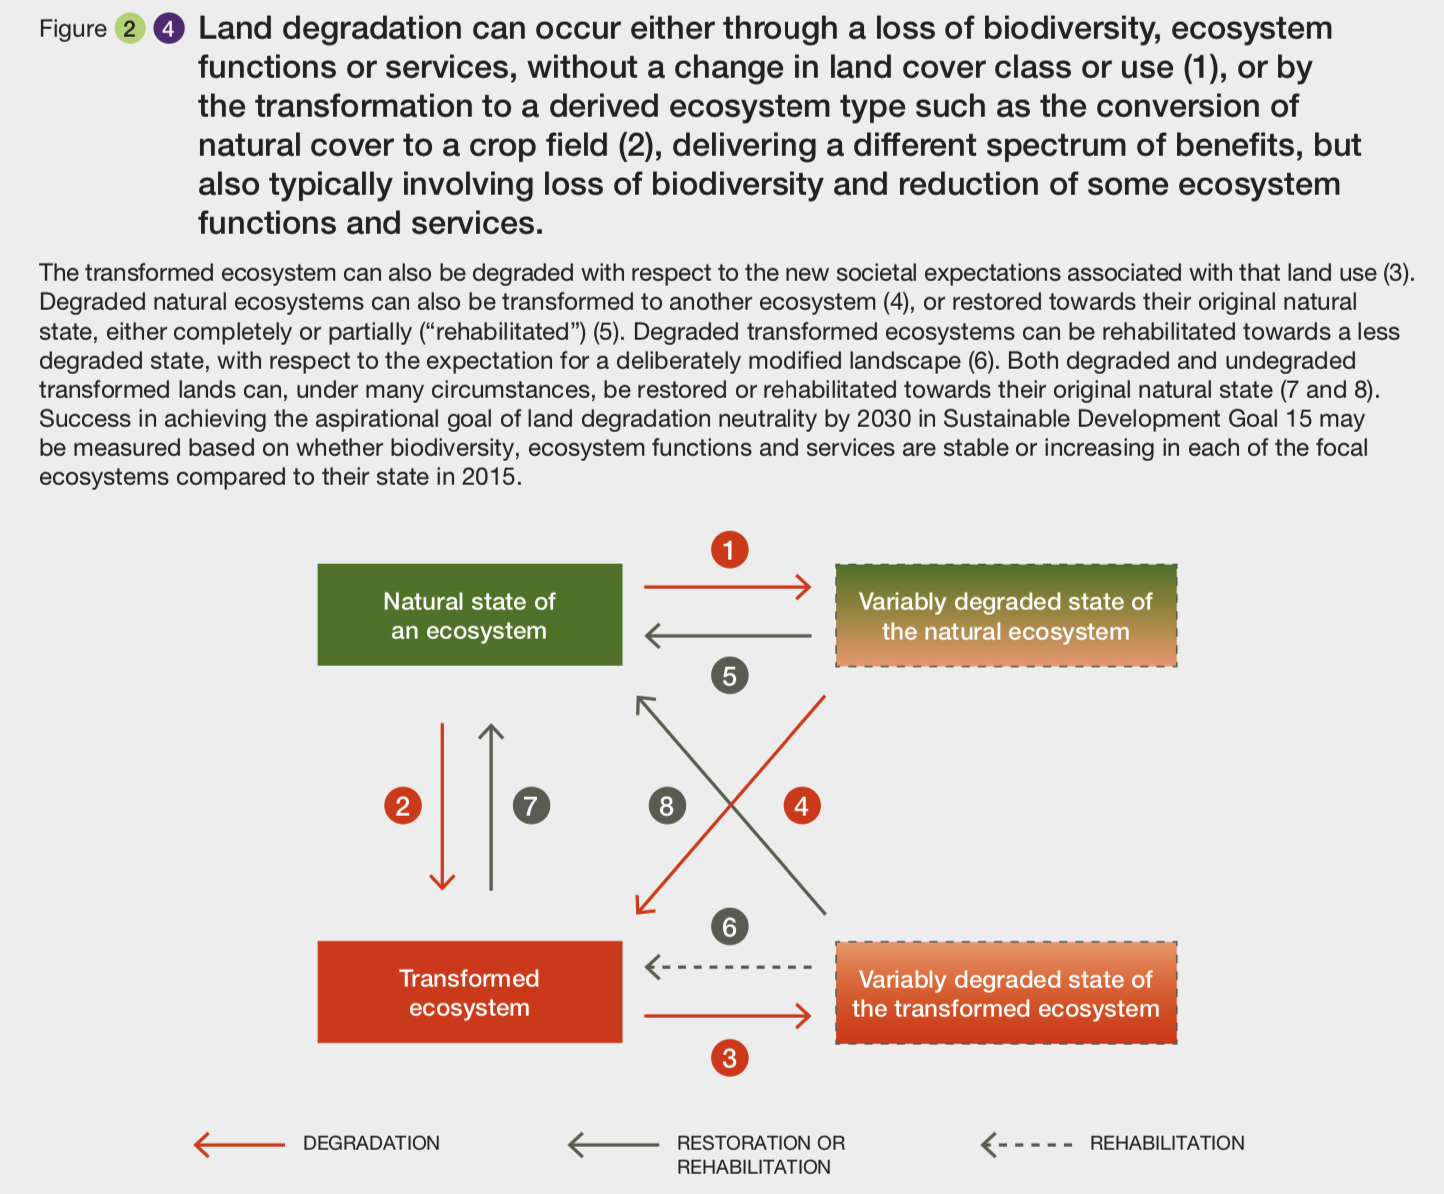 Figure 2 4 Land degradation can occur either through a loss of biodiversity, ecosystem
functions or services, without a change in land cover class or use (1), or by
the transformation to a derived ecosystem type such as the conversion of
natural cover to a crop field (2), delivering a different spectrum of benefits, but
also typically involving loss of biodiversity and reduction of some ecosystem
functions and services.
The transformed ecosystem can also be degraded with respect to the new societal expectations associated with that land use (3).
Degraded natural ecosystems can also be transformed to another ecosystem (4), or restored towards their original natural
state, either completely or partially (“rehabilitated”) (5). Degraded transformed ecosystems can be rehabilitated towards a less
degraded state, with respect to the expectation for a deliberately modified landscape (6). Both degraded and undegraded
transformed lands can, under many circumstances, be restored or rehabilitated towards their original natural state (7 and 8).
Success in achieving the aspirational goal of land degradation neutrality by 2030 in Sustainable Development Goal 15 may
be measured based on whether biodiversity, ecosystem functions and services are stable or increasing in each of the focal
ecosystems compared to their state in 2015.
1
Natural state of
an ecosystem
Variably degraded state of
the natural ecosystem
5
2
7
8
4
6
Transformed
ecosystem
Variably degraded state of
the transformed ecosystem
3
DEGRADATION
RESTORATION OR
REHABILITATION
REHABILITATION